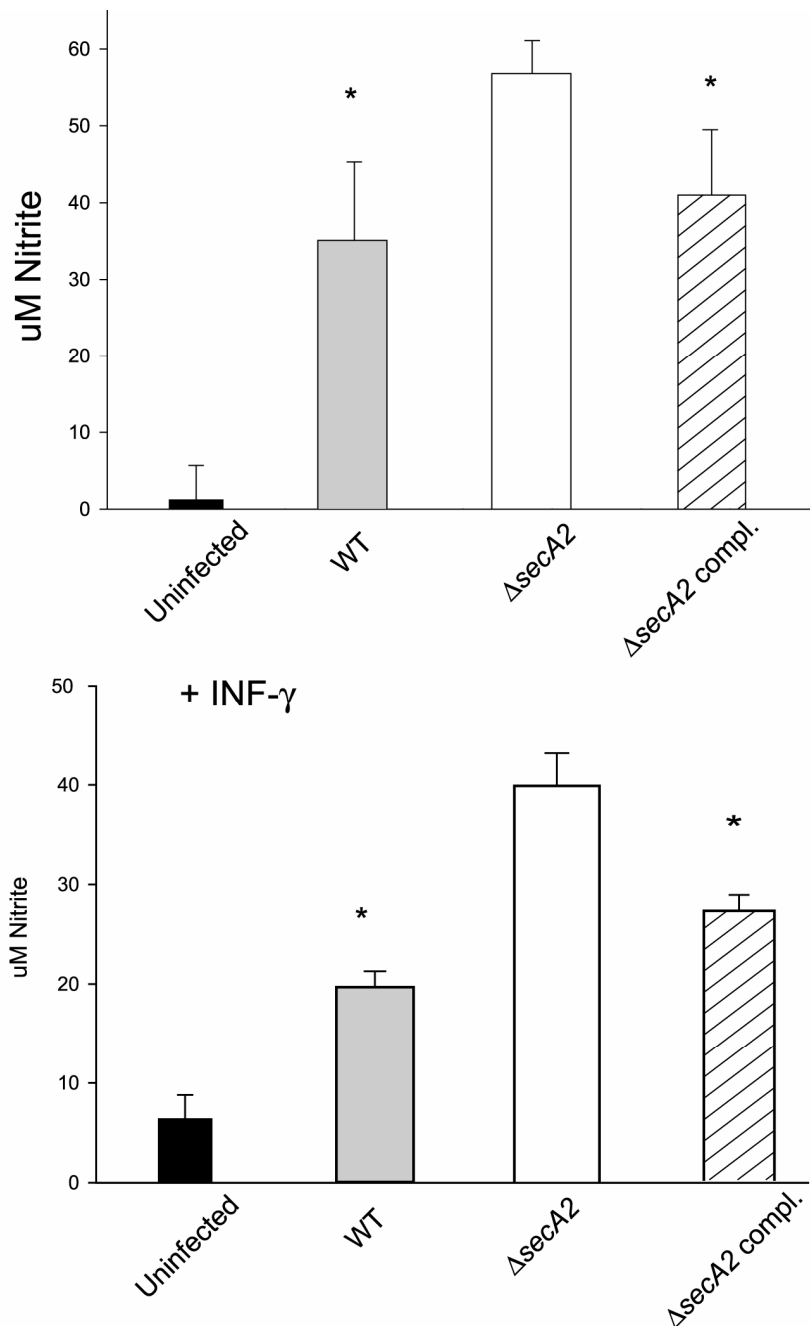 60
*
*
50
40
uM Nitrite
30
20
10
0
Uninfected
WT
ΔsecA2
ΔsecA2 compl.
50
+ INF-γ
40
*
30
*
uM Nitrite
20
10
0
Uninfected
WT
ΔsecA2
ΔsecA2 compl.